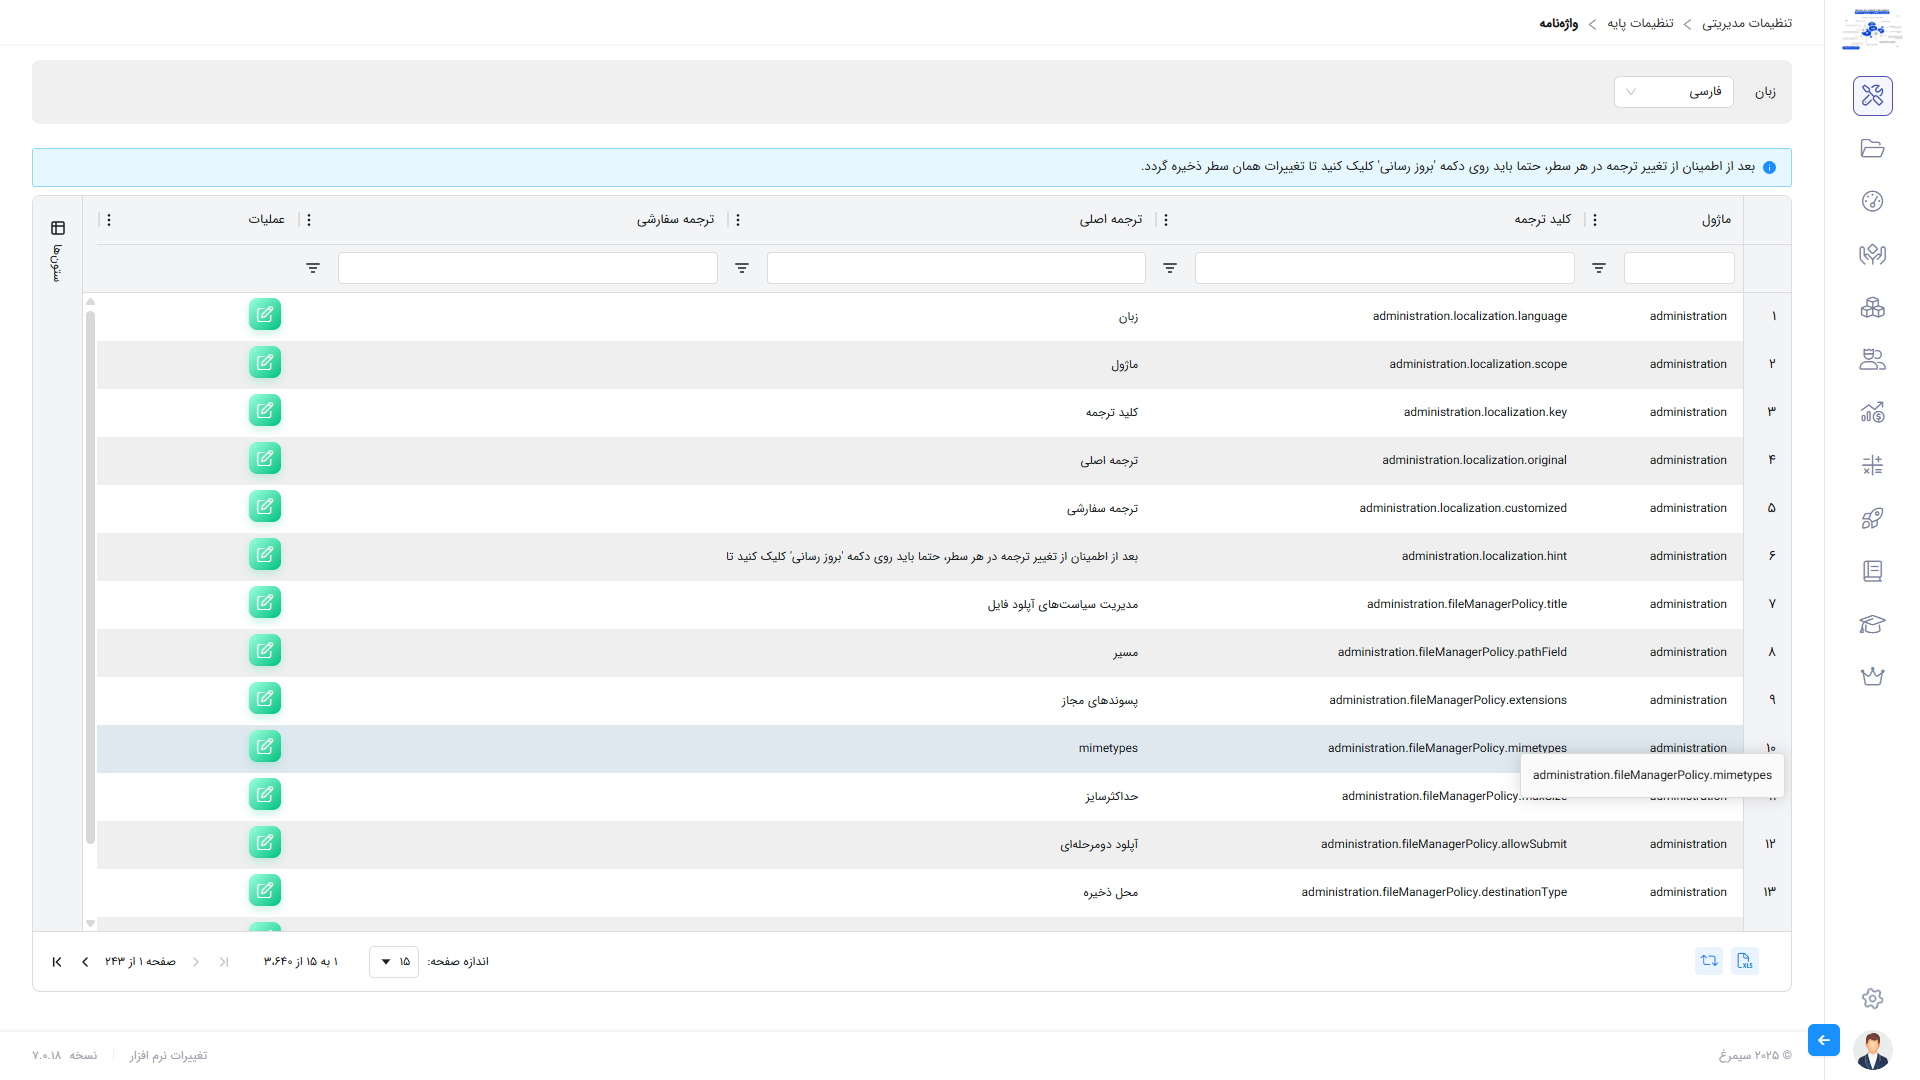 تنظیمات مدیریتی > تنظیمات پایه > واژه‌نامه
زبان فارسی
بعد از اطمینان از تغییر ترجمه در هر سطر، حتما باید روی دکمه 'بروز رسانی' کلیک کنید تا تغییرات همان سطر ذخیره گردد.
ماژول کلید ترجمه ترجمه اصلی ترجمه سفارشی عملیات
ستون‌ها
۱ administration administration.localization.language زبان
۲ administration administration.localization.scope ماژول
۳ administration administration.localization.key کلید ترجمه
۴ administration administration.localization.original ترجمه اصلی
۵ administration administration.localization.customized ترجمه سفارشی
۶ administration administration.localization.hint بعد از اطمینان از تغییر ترجمه در هر سطر، حتما باید روی دکمه 'بروز رسانی' کلیک کنید تا
۷ administration administration.fileManagerPolicy.title مدیریت سیاست‌های آپلود فایل
۸ administration administration.fileManagerPolicy.pathField مسیر
۹ administration administration.fileManagerPolicy.extensions پسوندهای مجاز
۱۰ administration administration.fileManagerPolicy.mimetypes mimetypes
administration.fileManagerPolicy.mimetypes
۱۱ administration administration.fileManagerPolicy.maxSize حداکثرسایز
۱۲ administration administration.fileManagerPolicy.allowSubmit آپلود دومرحله‌ای
۱۳ administration administration.fileManagerPolicy.destinationType محل ذخیره
XLS
اندازه صفحه: ۱۵ ۱ به ۱۵ از ۳،۶۴۰ صفحه ۱ از ۲۴۳
© ۲۰۲۵ سیمرغ
تغییرات نرم افزار نسخه ۷.۰.۱۸